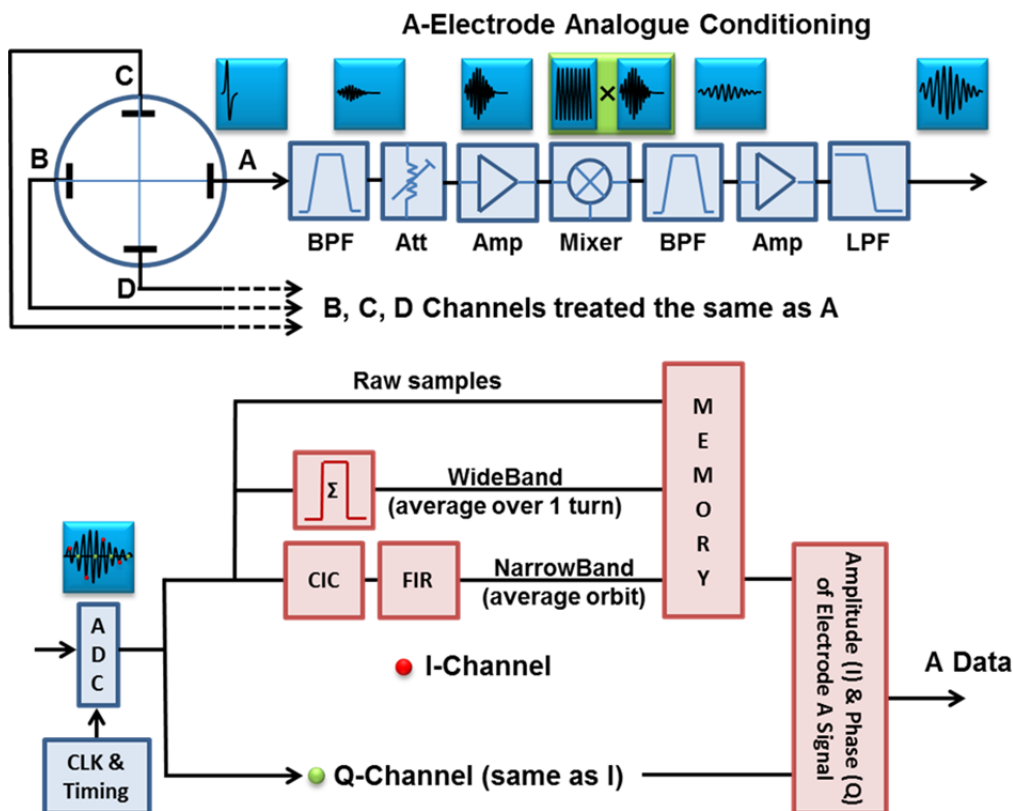 A-Electrode Analogue Conditioning
C
B
A
D
×
BPF
Att
Amp
Mixer
BPF
Amp
LPF
B, C, D Channels treated the same as A
Raw samples
Σ
WideBand
(average over 1 turn)
CIC
FIR
NarrowBand
(average orbit)
MEMORY
ADC
CLK &
Timing
I-Channel
Q-Channel (same as I)
Amplitude (I) & Phase (Q)
of Electrode A Signal
A Data